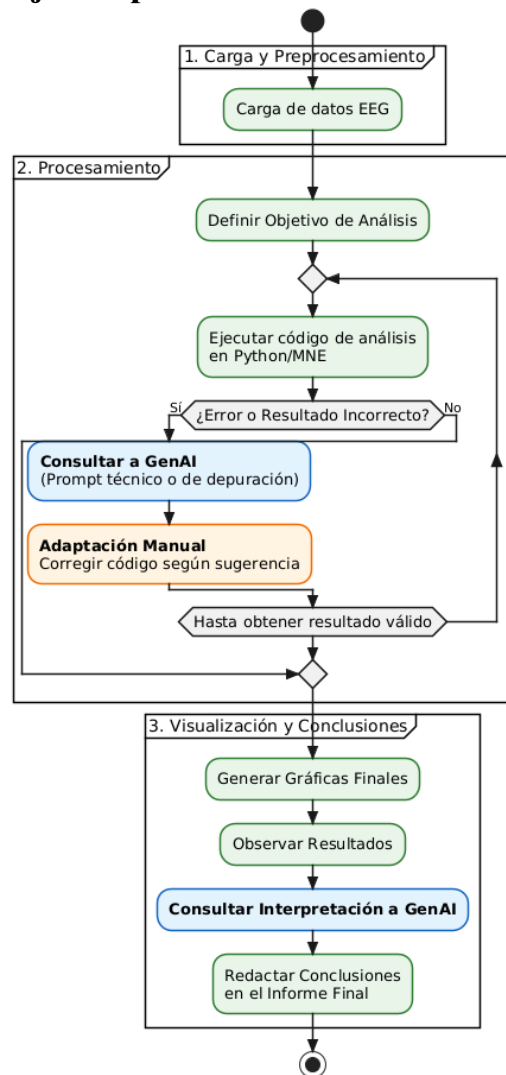 1. Carga y Preprocesamiento
Carga de datos EEG
2. Procesamiento
Definir Objetivo de Análisis
Ejecutar código de análisis
en Python/MNE
Sí
¿Error o Resultado Incorrecto?
No
Consultar a GenAI
(Prompt técnico o de depuración)
Adaptación Manual
Corregir código según sugerencia
Hasta obtener resultado válido
3. Visualización y Conclusiones
Generar Gráficas Finales
Observar Resultados
Consultar Interpretación a GenAI
Redactar Conclusiones
en el Informe Final